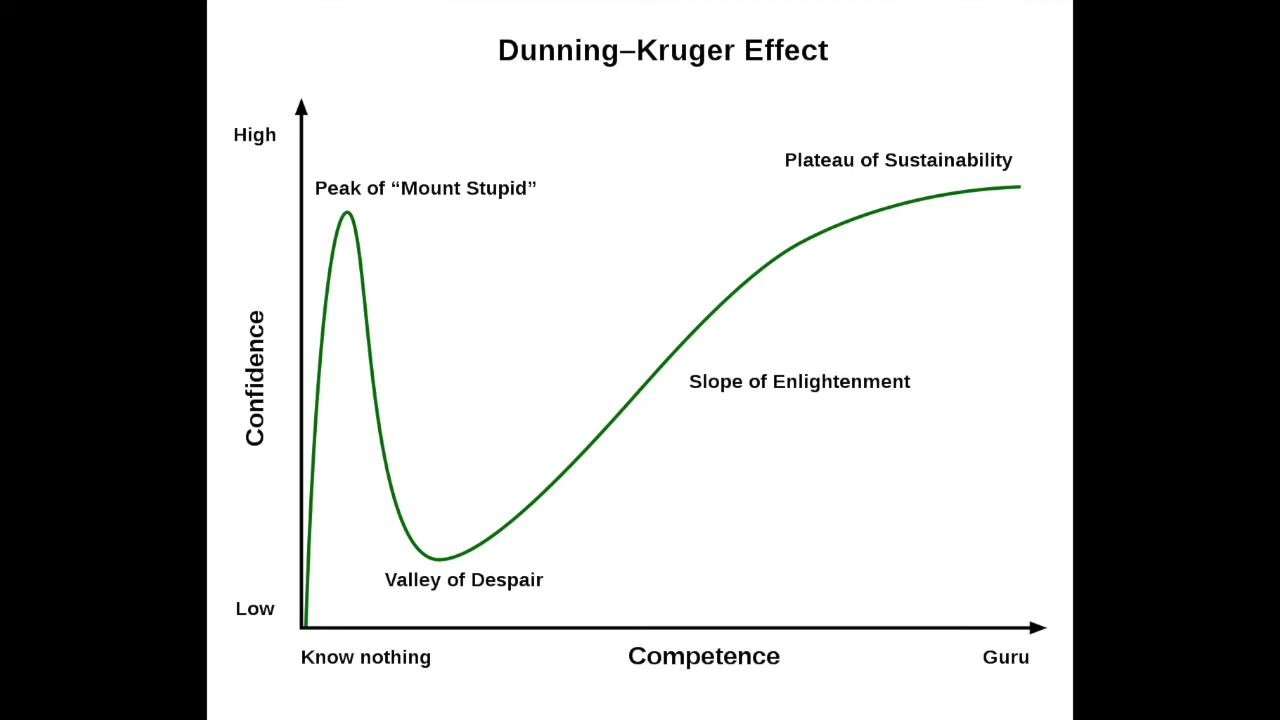 Dunning–Kruger Effect
High
Plateau of Sustainability
Peak of “Mount Stupid”
Confidence
Slope of Enlightenment
Valley of Despair
Low
Know nothing
Competence
Guru